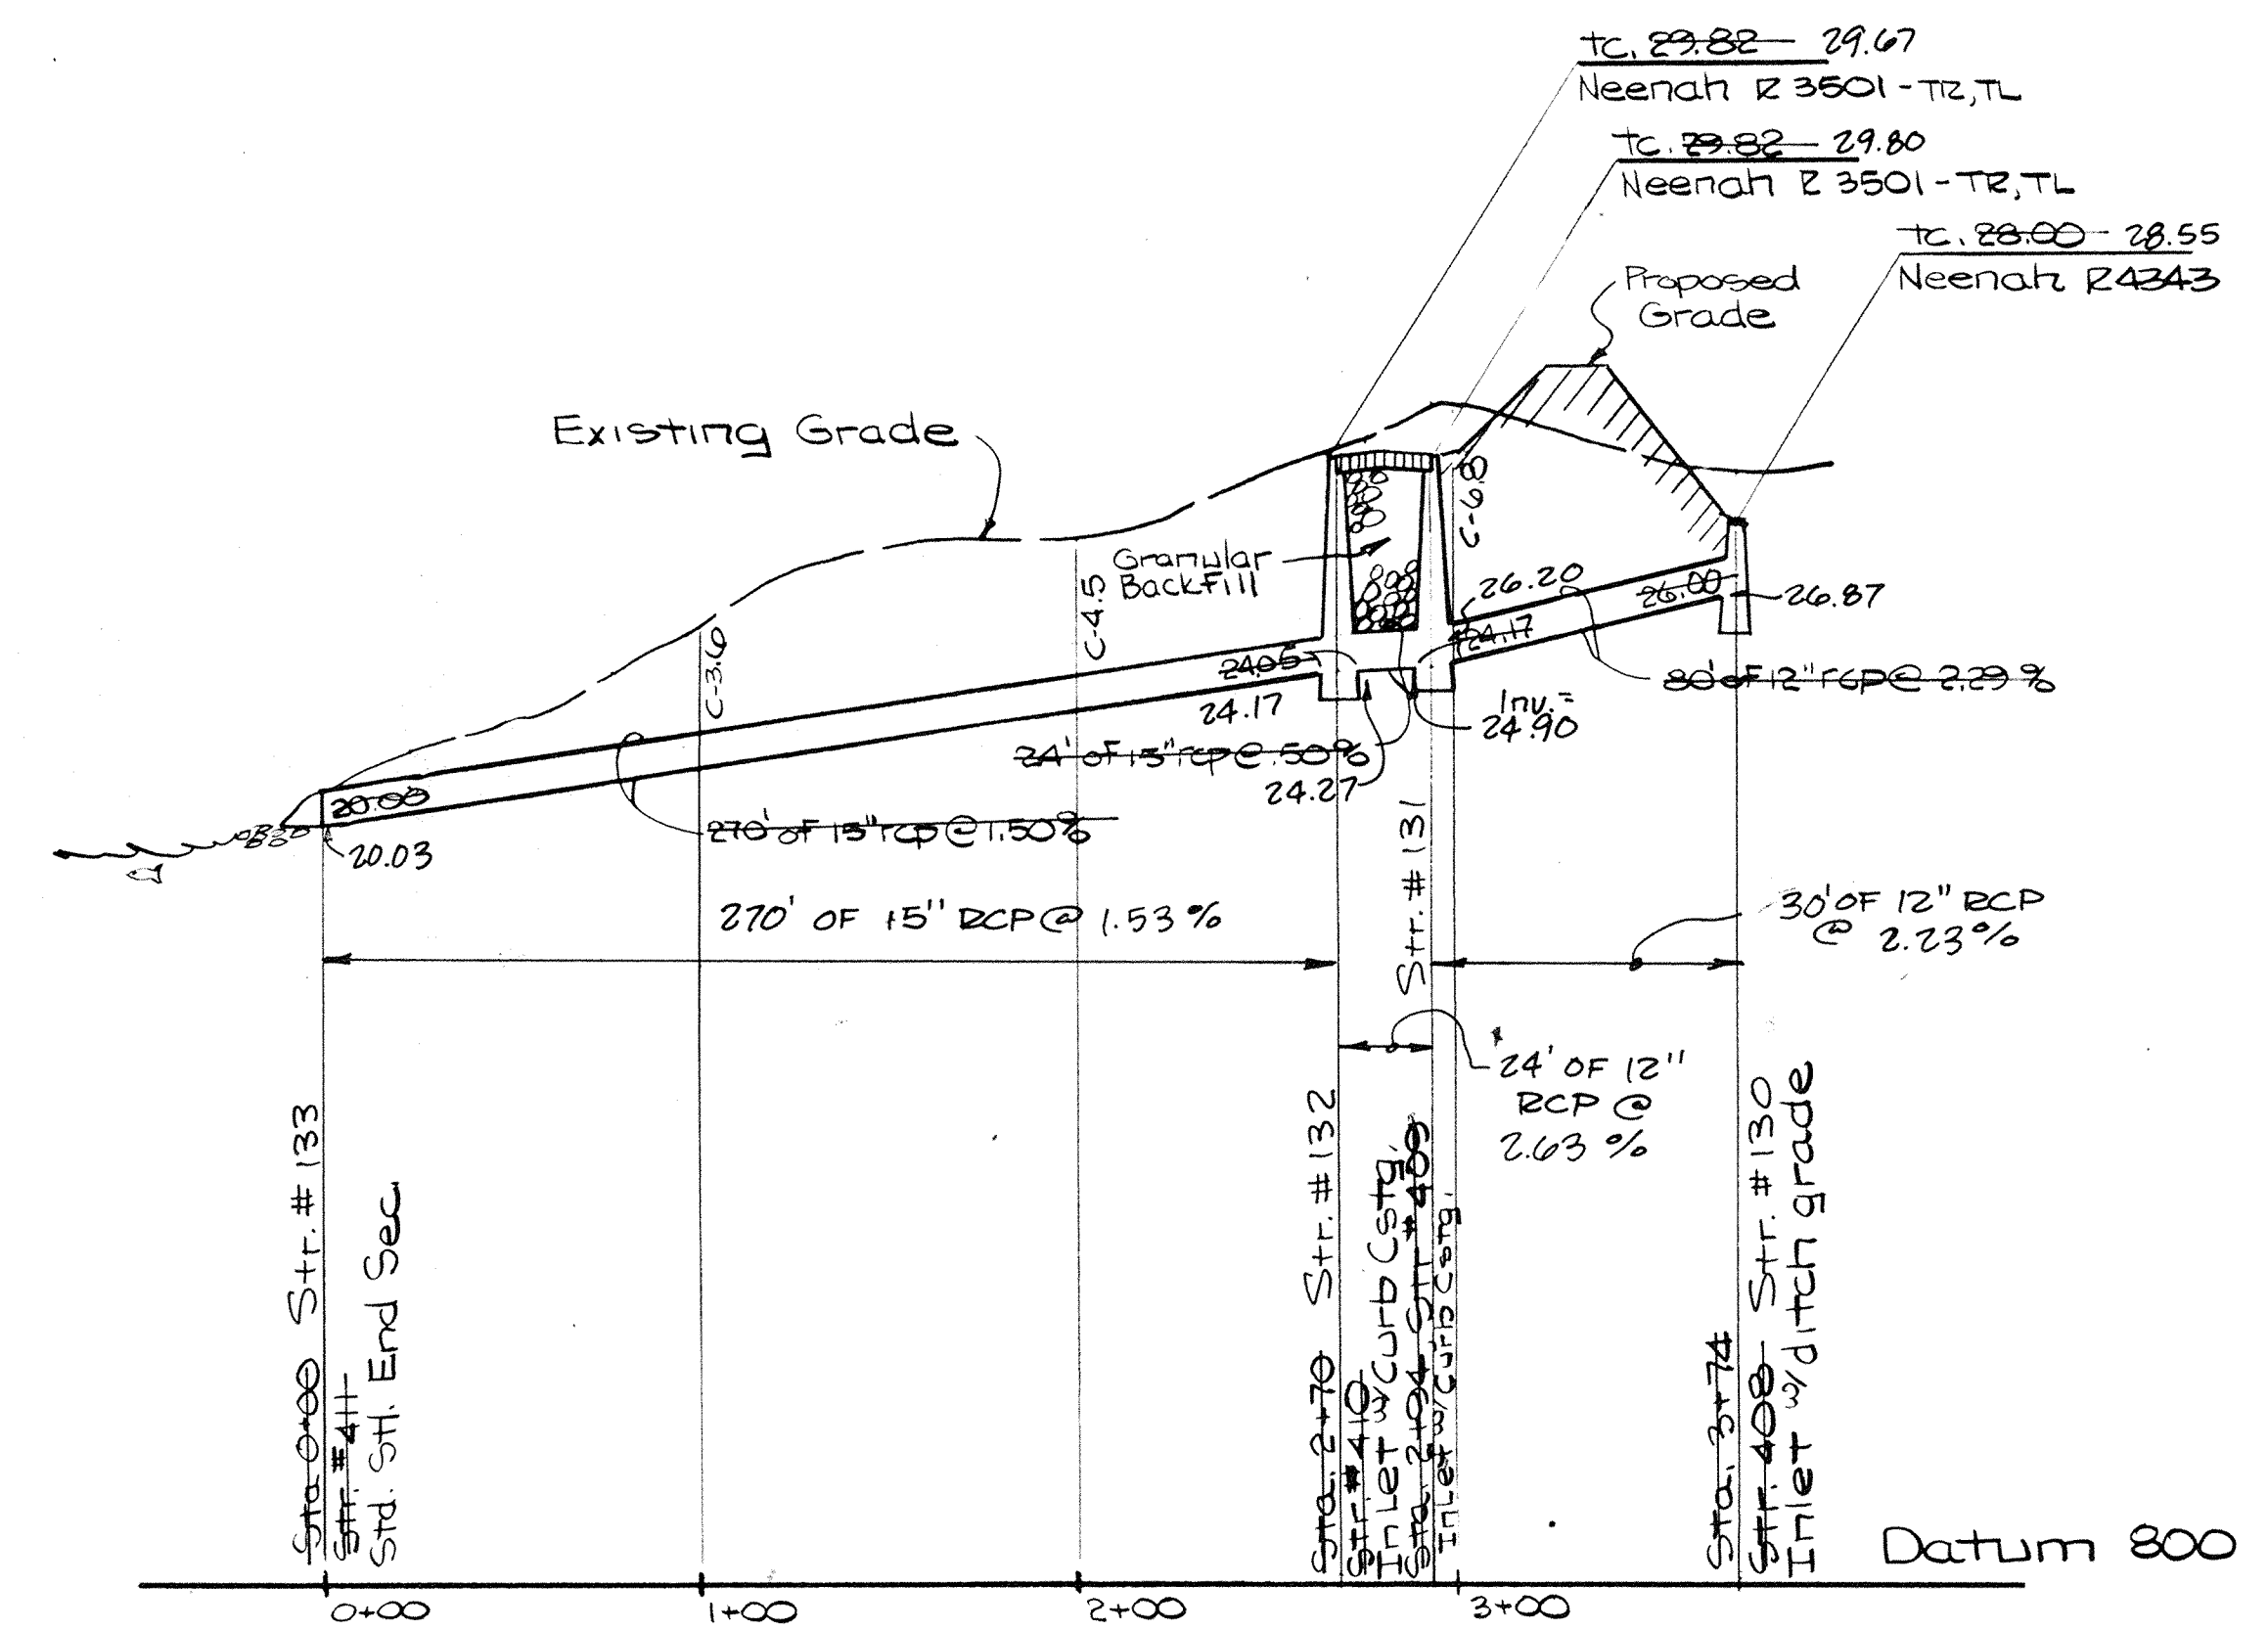 tc. 29.82 29.67
Neenah R 3501-TR,TL
tc. 29.82 29.80
Neenah R 3501-TR,TL
tc. 28.00 28.55
Neenah R4343
Proposed
Grade
Existing Grade
C-6.8
Granular
Backfill
C-4.5
C-3.6
26.20
26.00
26.87
24.17
24.05
80' of 12" rcp @ 2.29%
24.17
Inv.=
24.90
24' of 15" rcp @ .50%
24.27
20.00
270' of 15" rcp @ 1.50%
20.03
270' OF 15" RCP @ 1.53%
30' OF 12" RCP
@ 2.23%
24' OF 12"
RCP @
2.63 %
Sta. 0+00 Str. # 133
Str. #411
Std. Stl. End Sec.
Sta. 2+70 Str. # 132
Str #410
Inlet w/Curb Cstg.
Sta. 2+94 Str #409
Str. # 131
Inlet w/ Curb Cstg.
Sta. 3+74
Str. 408 Str. #130
Inlet w/ ditch grade
Datum 800
0+00
1+00
2+00
3+00